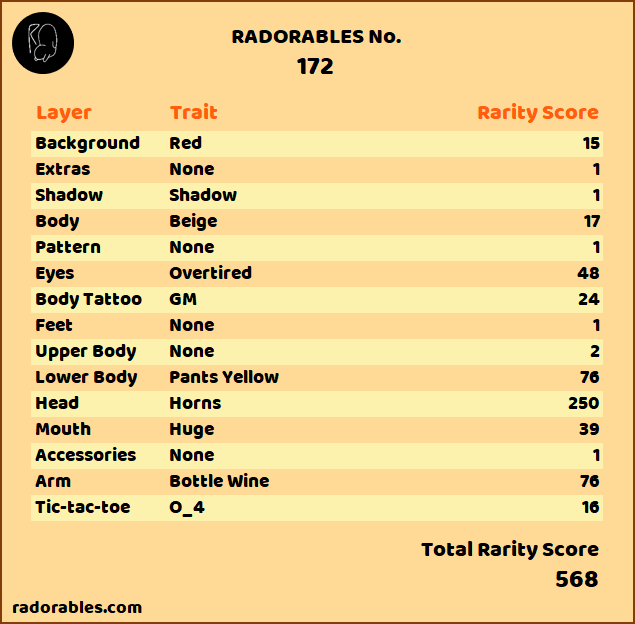 RADORABLES No.
172
Layer Trait Rarity Score
Background Red 15
Extras None 1
Shadow Shadow 1
Body Beige 17
Pattern None 1
Eyes Overtired 48
Body Tattoo GM 24
Feet None 1
Upper Body None 2
Lower Body Pants Yellow 76
Head Horns 250
Mouth Huge 39
Accessories None 1
Arm Bottle Wine 76
Tic-tac-toe O_4 16
Total Rarity Score
568
radorables.com